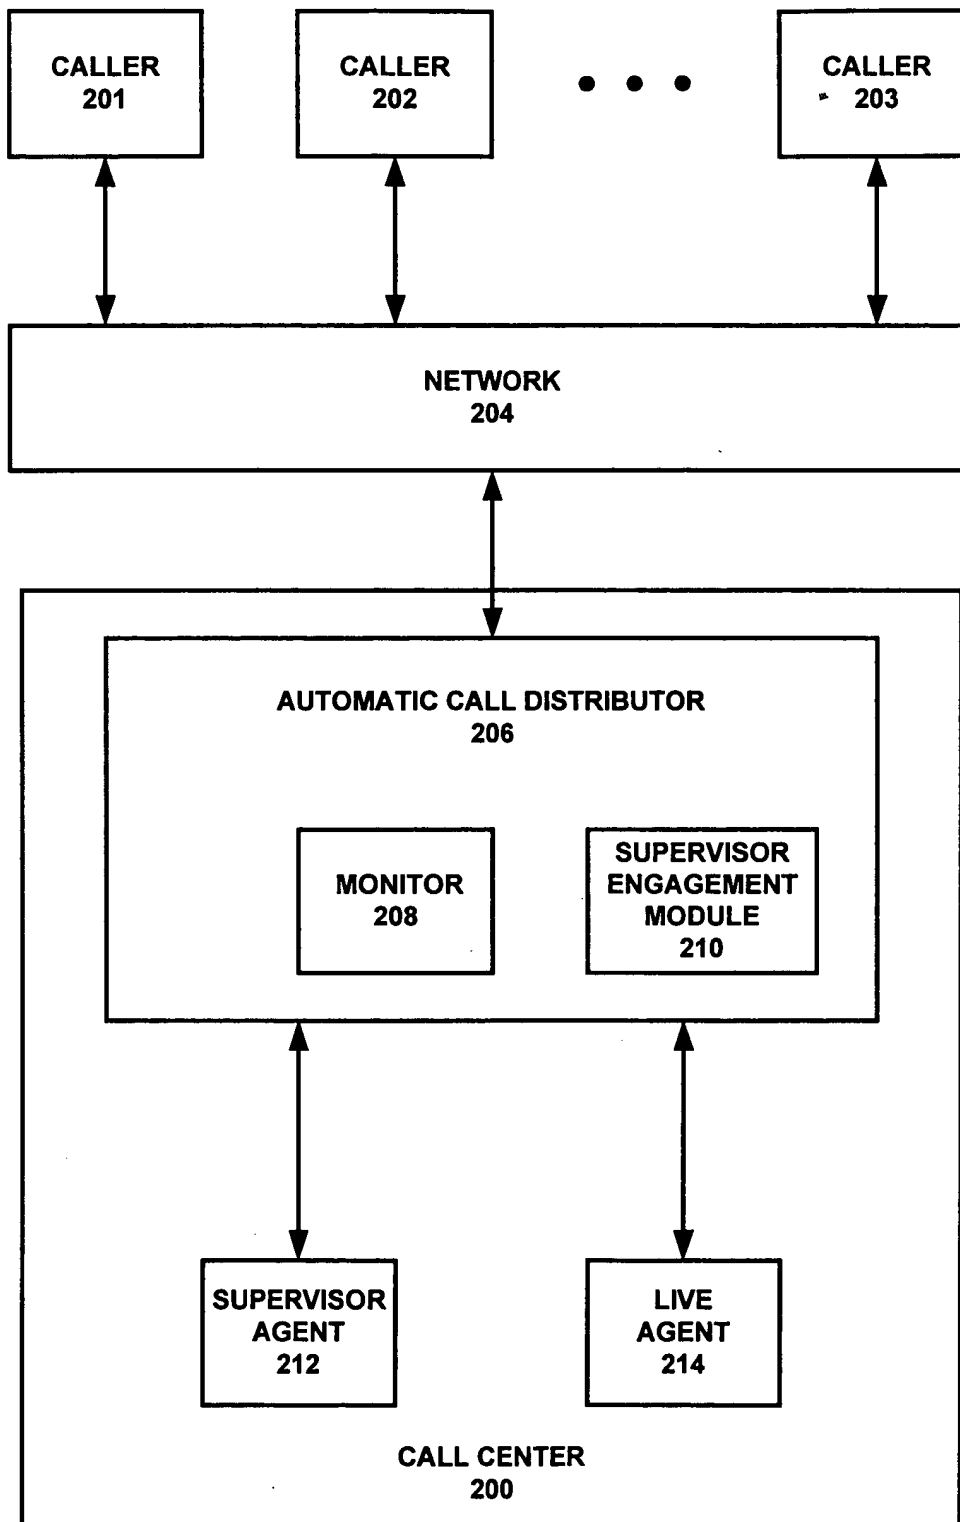 CALLER
201
CALLER
202
CALLER
203
NETWORK
204
AUTOMATIC CALL DISTRIBUTOR
206
MONITOR
208
SUPERVISOR
ENGAGEMENT
MODULE
210
SUPERVISOR
AGENT
212
LIVE
AGENT
214
CALL CENTER
200